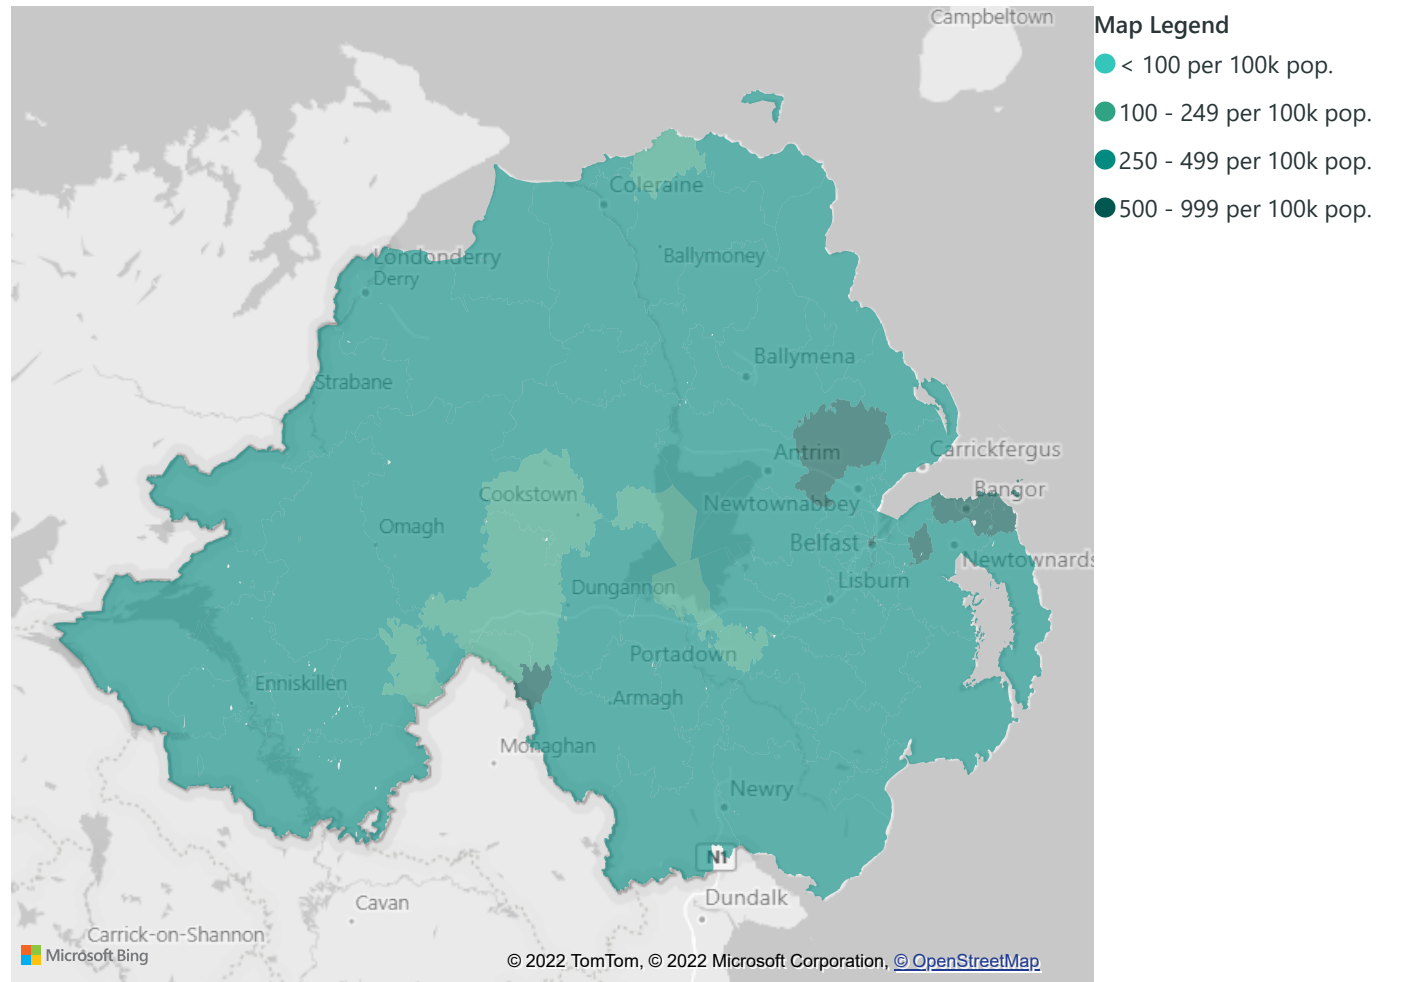 Campbeltown
Map Legend
< 100 per 100k pop.
100 - 249 per 100k pop.
250 - 499 per 100k pop.
500 - 999 per 100k pop.
Coleraine
Londonderry
Derry
Ballymoney
Ballymena
Strabane
Antrim
Carrickfergus
Bangor
Cookstown
Newtownabbey
Omagh
Belfast
Newtownards
Dungannon
Lisburn
Portadown
Enniskillen
Armagh
Monaghan
Newry
N1
Dundalk
Cavan
Carrick-on-Shannon
Microsoft Bing
© 2022 TomTom, © 2022 Microsoft Corporation, © OpenStreetMap